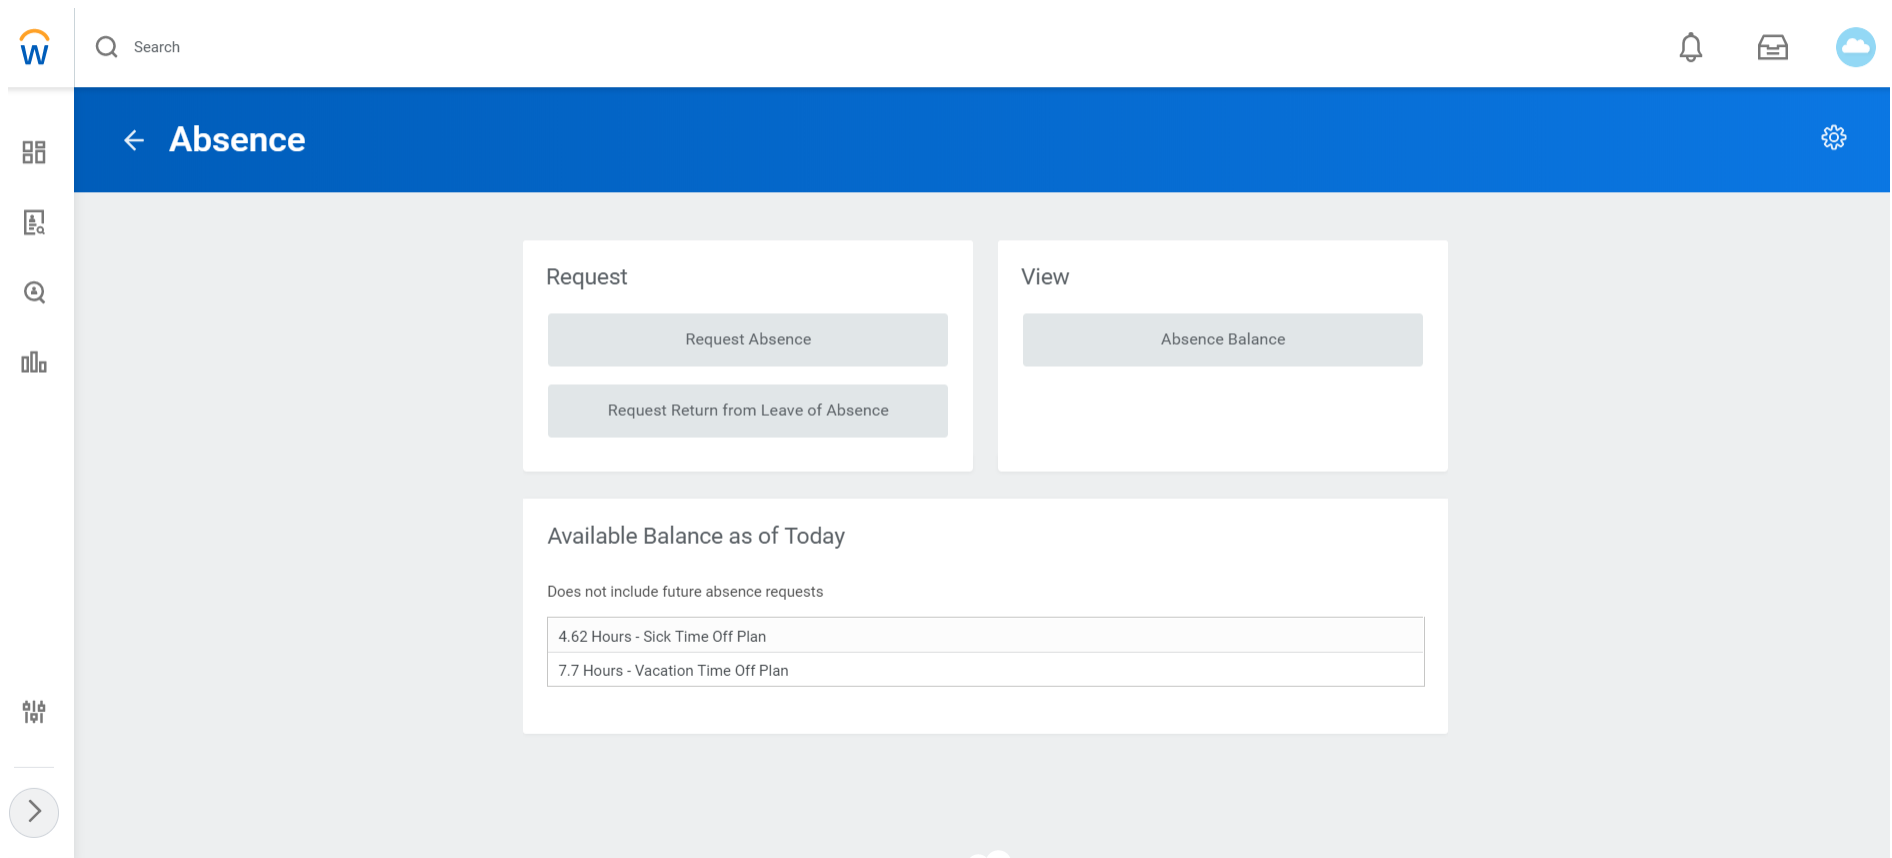 W
Search
Absence
Request
Request Absence
Request Return from Leave of Absence
View
Absence Balance
Available Balance as of Today
Does not include future absence requests
4.62 Hours - Sick Time Off Plan
7.7 Hours - Vacation Time Off Plan